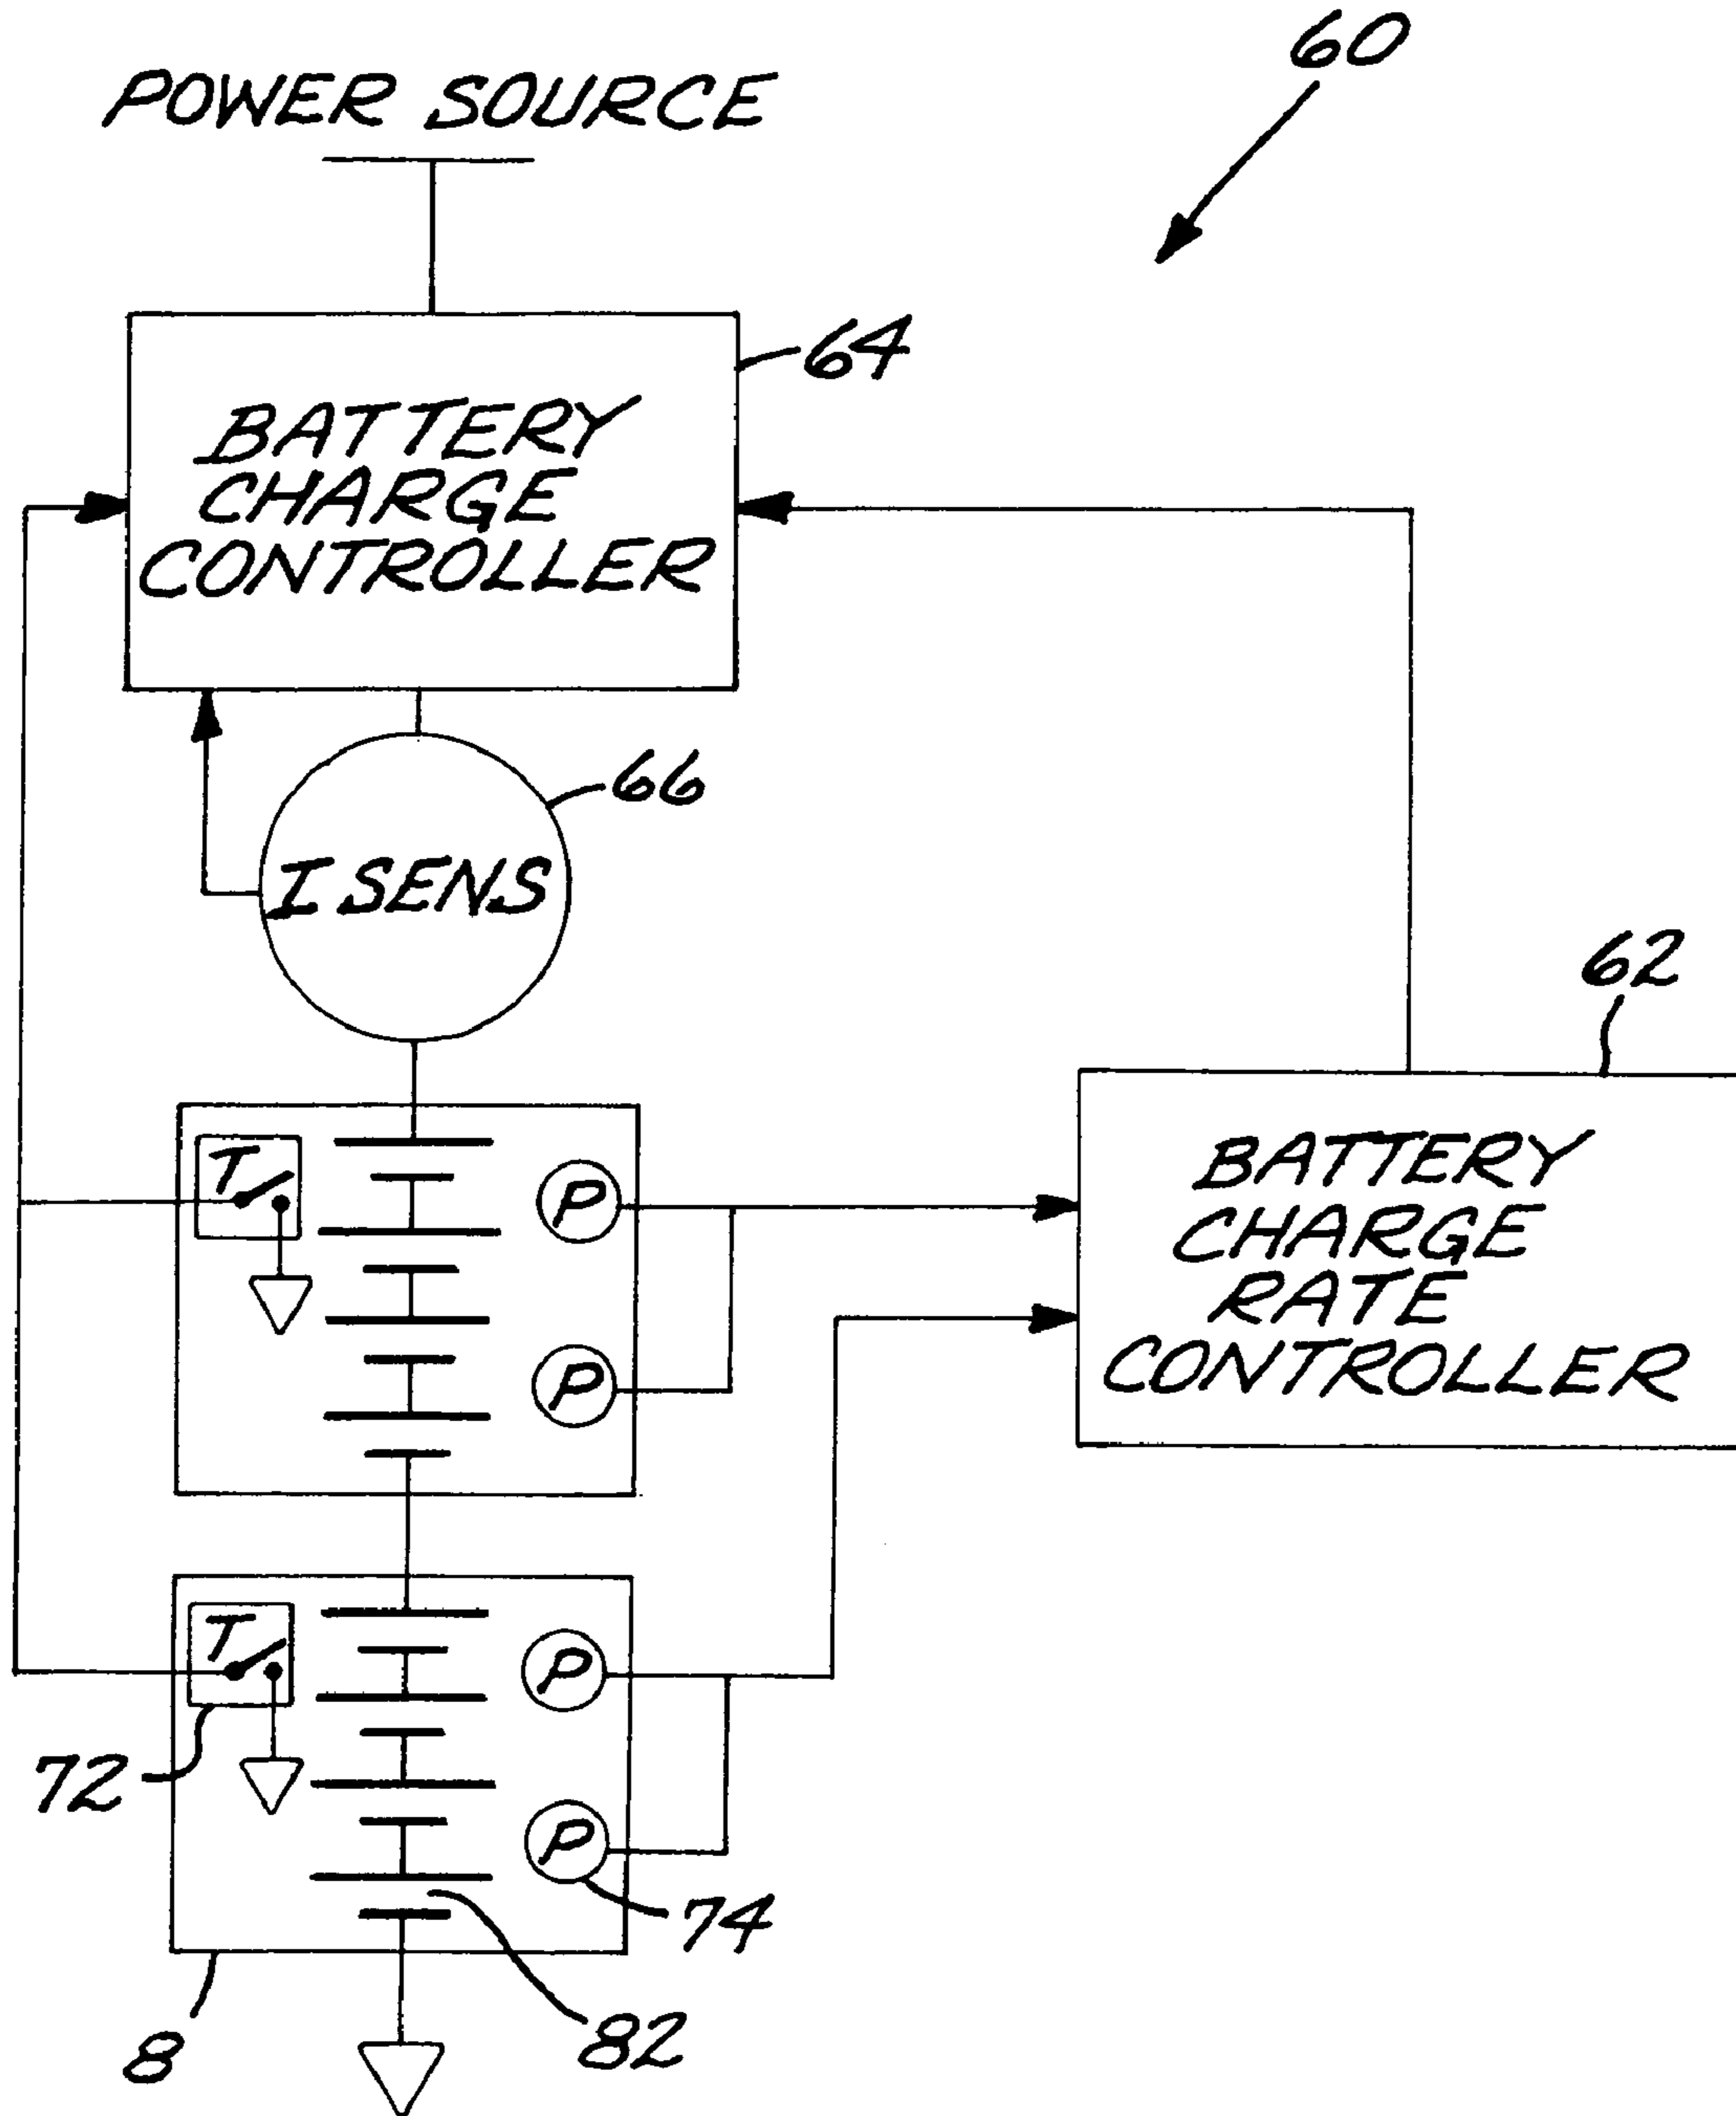 60
POWER SOURCE
64
BATTERY
CHARGE
CONTROLLER
66
I SENS
62
BATTERY
CHARGE
RATE
CONTROLLER
T
P
P
T
P
72
P
74
8
82